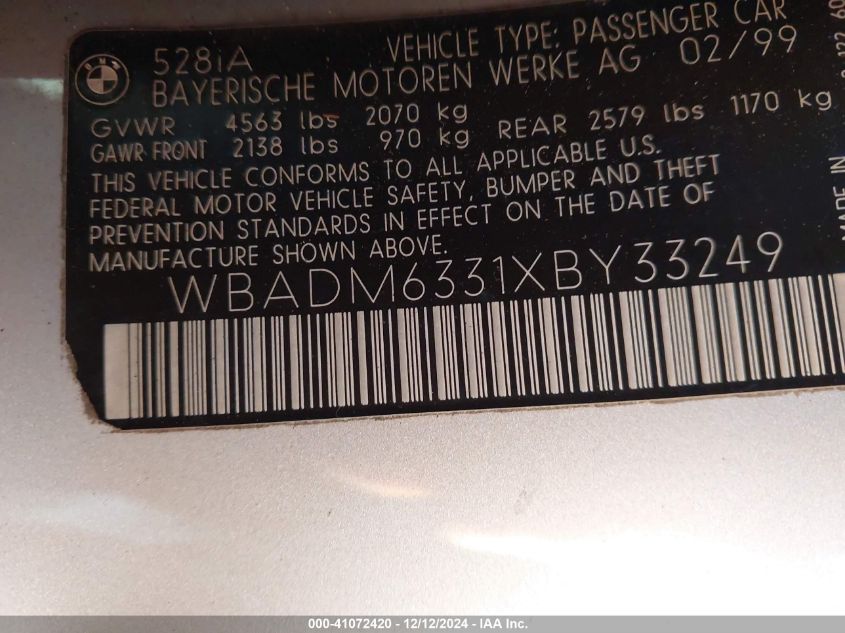 528iA VEHICLE TYPE: PASSENGER CAR
BAYERISCHE MOTOREN WERKE AG 02/99
GVWR 4563 lbs 2070 kg
GAWR FRONT 2138 lbs 970 kg REAR 2579 lbs 1170 kg
THIS VEHICLE CONFORMS TO ALL APPLICABLE U.S.
FEDERAL MOTOR VEHICLE SAFETY, BUMPER AND THEFT
PREVENTION STANDARDS IN EFFECT ON THE DATE OF
MANUFACTURE SHOWN ABOVE.
WBADM6331XBY33249
MADE IN
BMW
000-41072420 - 12/12/2024 - IAA Inc.